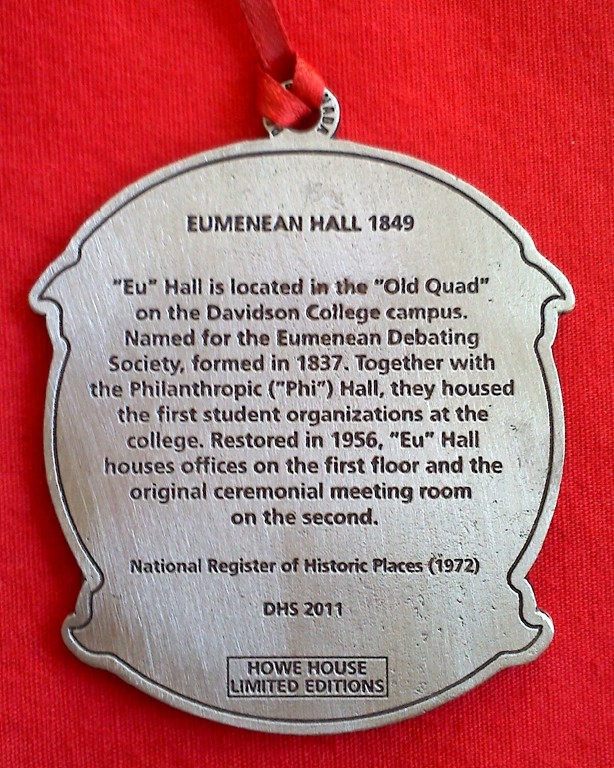 EUMENEAN HALL 1849
"Eu" Hall is located in the "Old Quad"
on the Davidson College campus.
Named for the Eumenean Debating
Society, formed in 1837. Together with
the Philanthropic ("Phi") Hall, they housed
the first student organizations at the
college. Restored in 1956, "Eu" Hall
houses offices on the first floor and the
original ceremonial meeting room
on the second.
National Register of Historic Places (1972)
DHS 2011
HOWE HOUSE
LIMITED EDITIONS